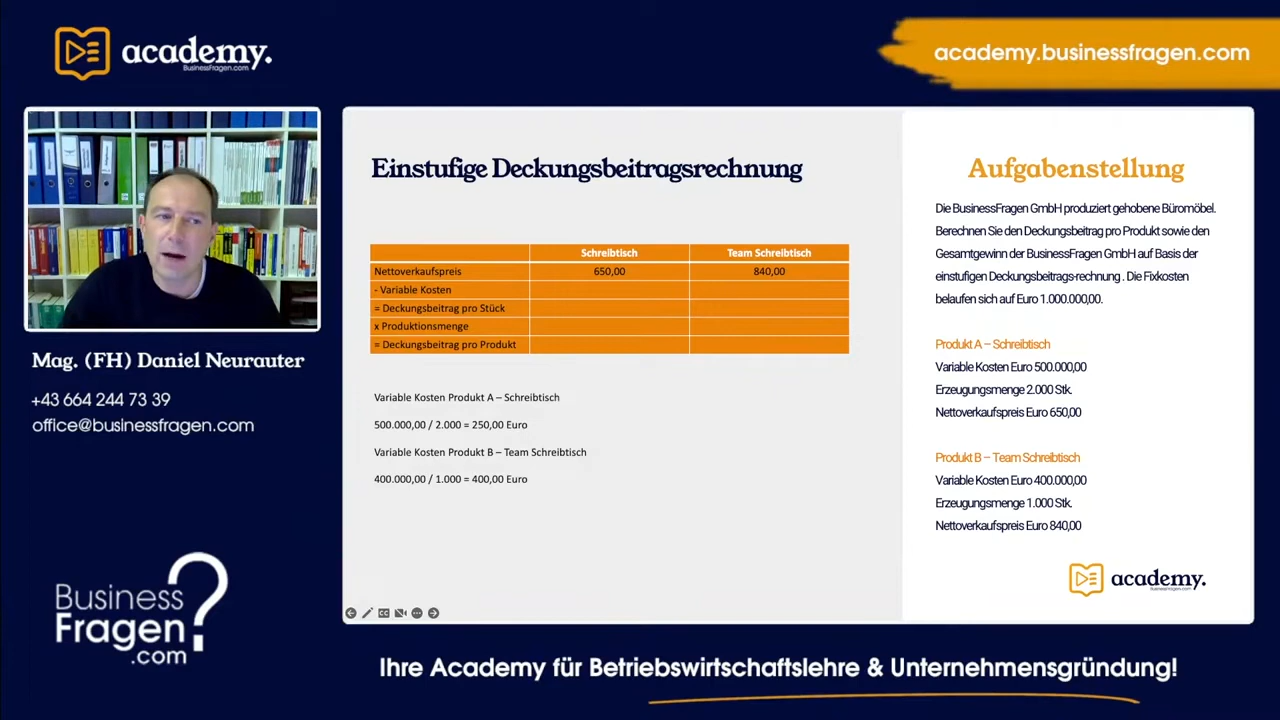 academy.
BusinessFragen.com
academy.businessfragen.com
Mag. (FH) Daniel Neurauter
+43 664 244 73 39
office@businessfragen.com
Business
Fragen ?
.com
Einstufige Deckungsbeitragsrechnung
Schreibtisch Team Schreibtisch
Nettoverkaufspreis 650,00 840,00
- Variable Kosten
= Deckungsbeitrag pro Stück
x Produktionsmenge
= Deckungsbeitrag pro Produkt
Variable Kosten Produkt A – Schreibtisch
500.000,00 / 2.000 = 250,00 Euro
Variable Kosten Produkt B – Team Schreibtisch
400.000,00 / 1.000 = 400,00 Euro
Aufgabenstellung
Die BusinessFragen GmbH produziert gehobene Büromöbel.
Berechnen Sie den Deckungsbeitrag pro Produkt sowie den
Gesamtgewinn der BusinessFragen GmbH auf Basis der
einstufigen Deckungsbeitrags-rechnung . Die Fixkosten
belaufen sich auf Euro 1.000.000,00.
Produkt A – Schreibtisch
Variable Kosten Euro 500.000,00
Erzeugungsmenge 2.000 Stk.
Nettoverkaufspreis Euro 650,00
Produkt B – Team Schreibtisch
Variable Kosten Euro 400.000,00
Erzeugungsmenge 1.000 Stk.
Nettoverkaufspreis Euro 840,00
academy.
BusinessFragen.com
Ihre Academy für Betriebswirtschaftslehre & Unternehmensgründung!